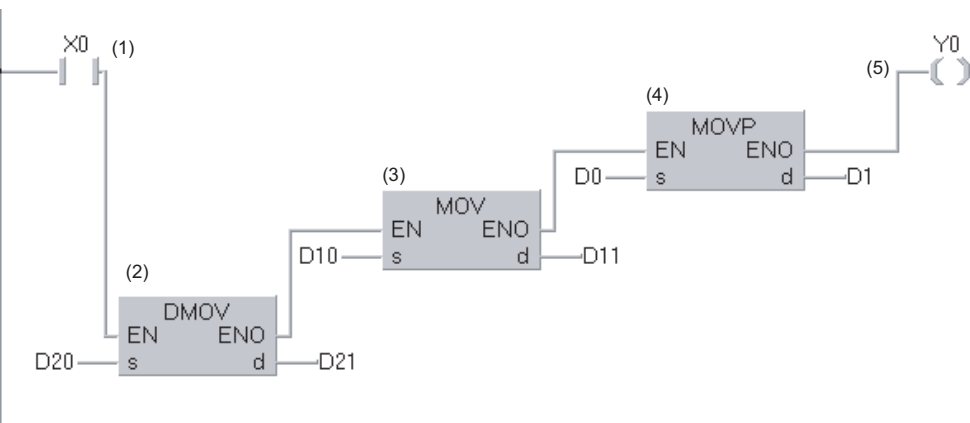 X0 (1) Y0
(5)
(4)
MOVP
EN ENO
D0 s d D1
(3)
MOV
EN ENO
D10 s d D11
(2)
DMOV
EN ENO
D20 s d D21